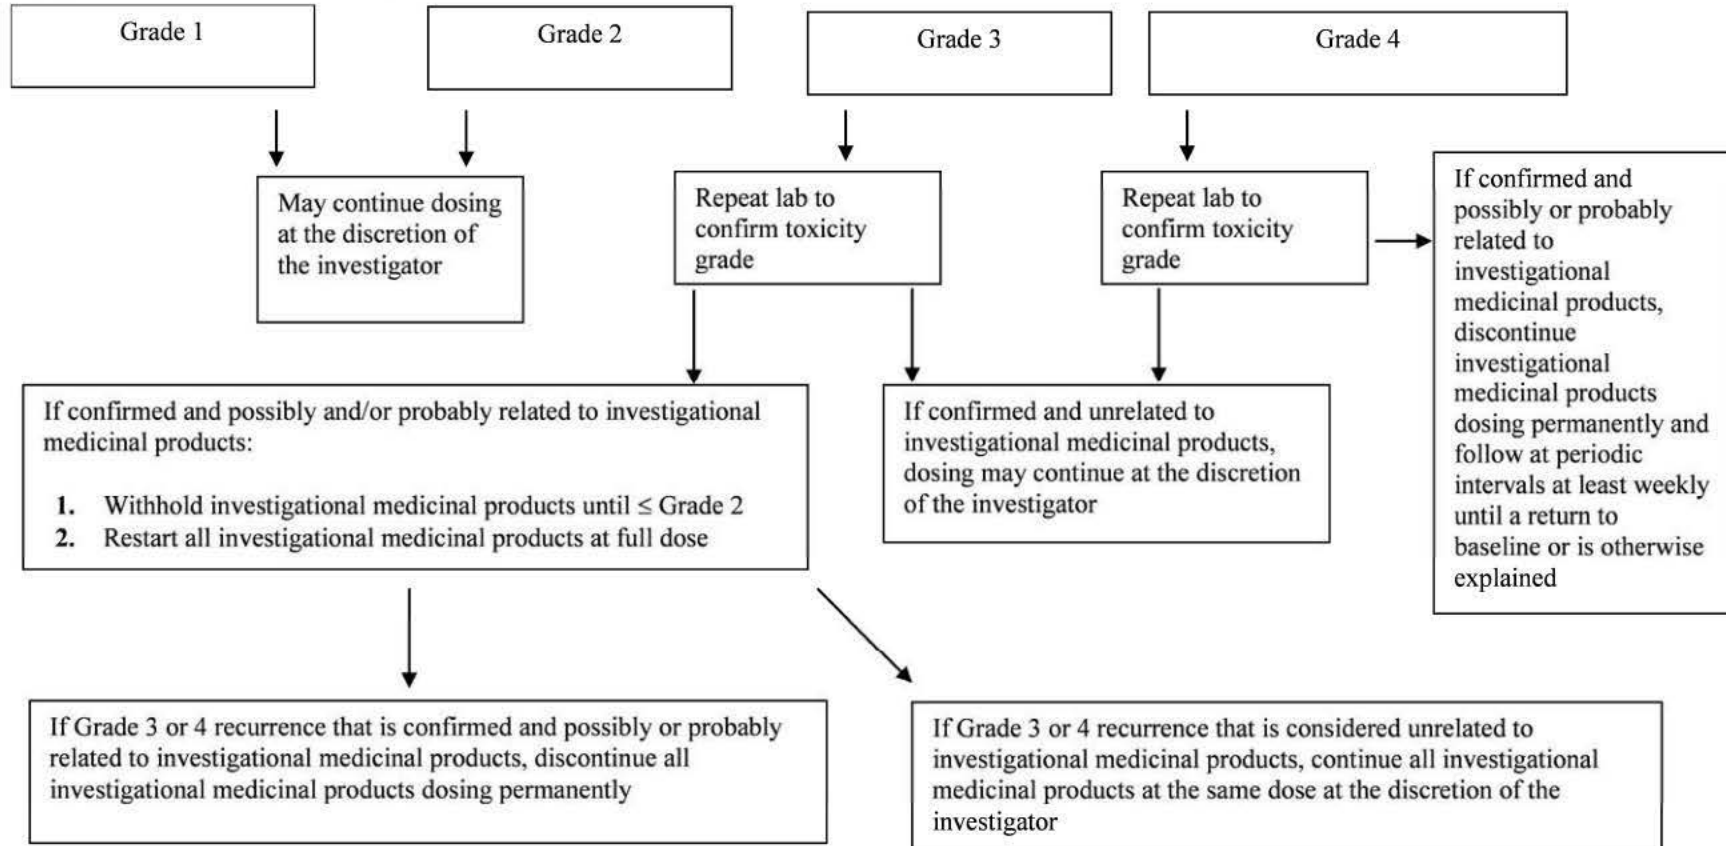 Grade 1
Grade 2
Grade 3
Grade 4
May continue dosing
at the discretion of
the investigator
Repeat lab to
confirm toxicity
grade
Repeat lab to
confirm toxicity
grade
If confirmed and
possibly or probably
related to
investigational
medicinal products,
discontinue
investigational
medicinal products
dosing permanently and
follow at periodic
intervals at least weekly
until a return to
baseline or is otherwise
explained
If confirmed and possibly and/or probably related to investigational
medicinal products:
1. Withhold investigational medicinal products until ≤ Grade 2
2. Restart all investigational medicinal products at full dose
If confirmed and unrelated to
investigational medicinal products,
dosing may continue at the discretion
of the investigator
If Grade 3 or 4 recurrence that is confirmed and possibly or probably
related to investigational medicinal products, discontinue all
investigational medicinal products dosing permanently
If Grade 3 or 4 recurrence that is considered unrelated to
investigational medicinal products, continue all investigational
medicinal products at the same dose at the discretion of the
investigator